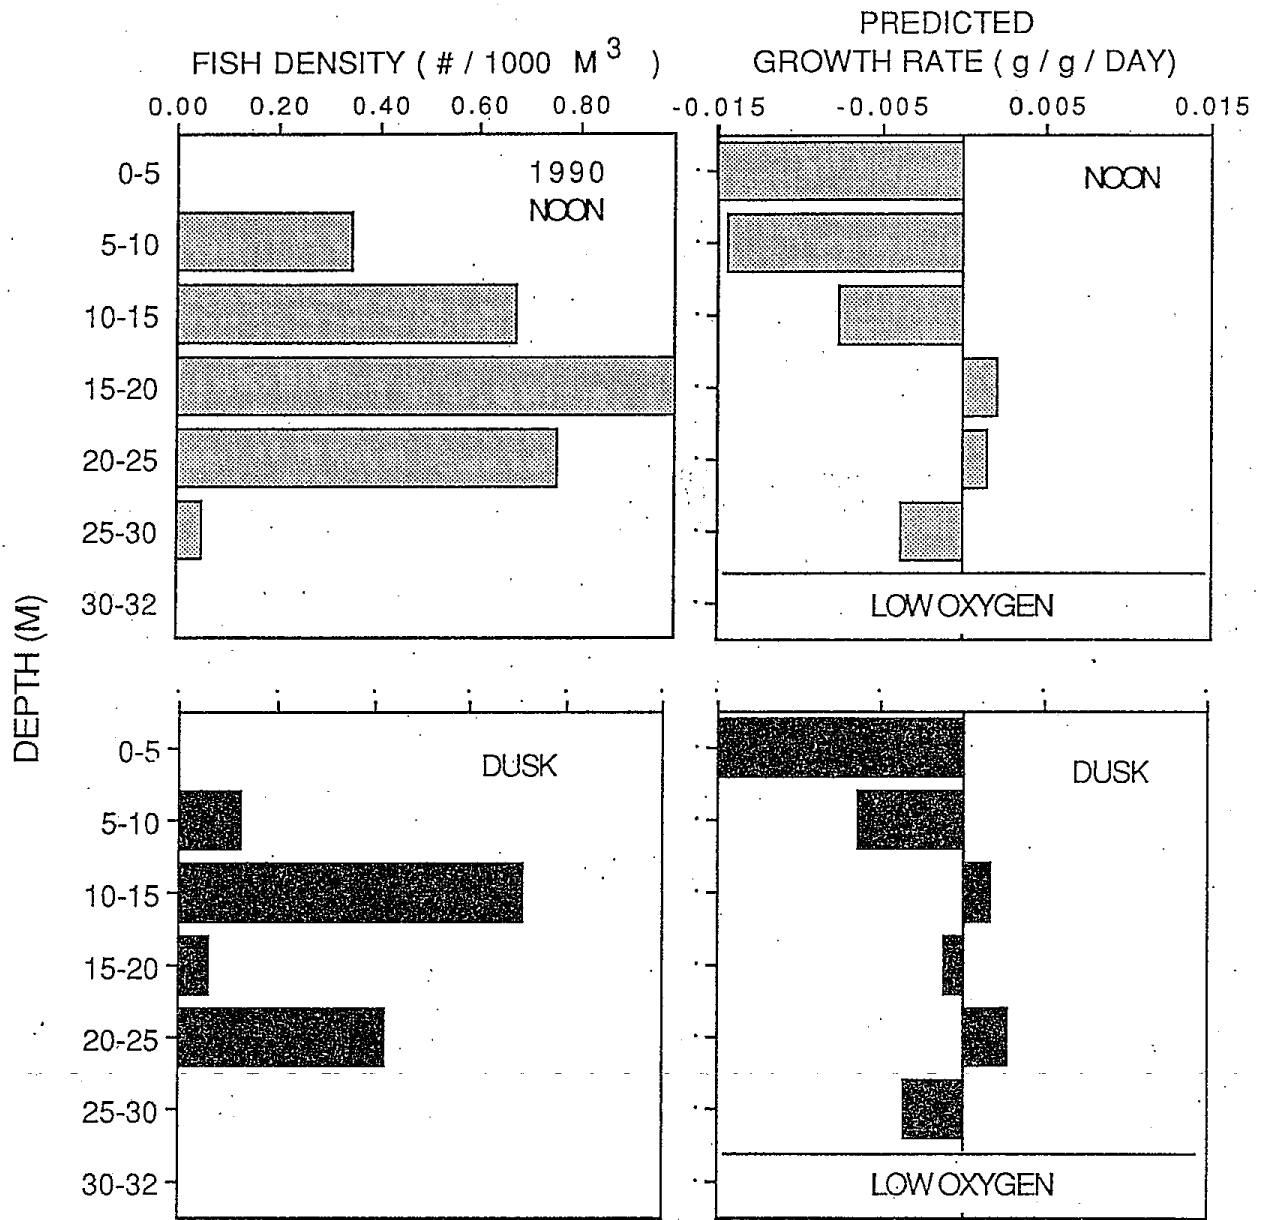 PREDICTED
FISH DENSITY ( # / 1000 M 3 )
GROWTH RATE ( g / g / DAY)
0.00 0.20 0.40 0.60 0.80
-0.015 -0.005 0.005 0.015
0-5
5-10
10-15
15-20
20-25
25-30
30-32
1990
NOON
NOON
LOW OXYGEN
DEPTH (M)
0-5
5-10
10-15
15-20
20-25
25-30
30-32
DUSK
DUSK
LOW OXYGEN